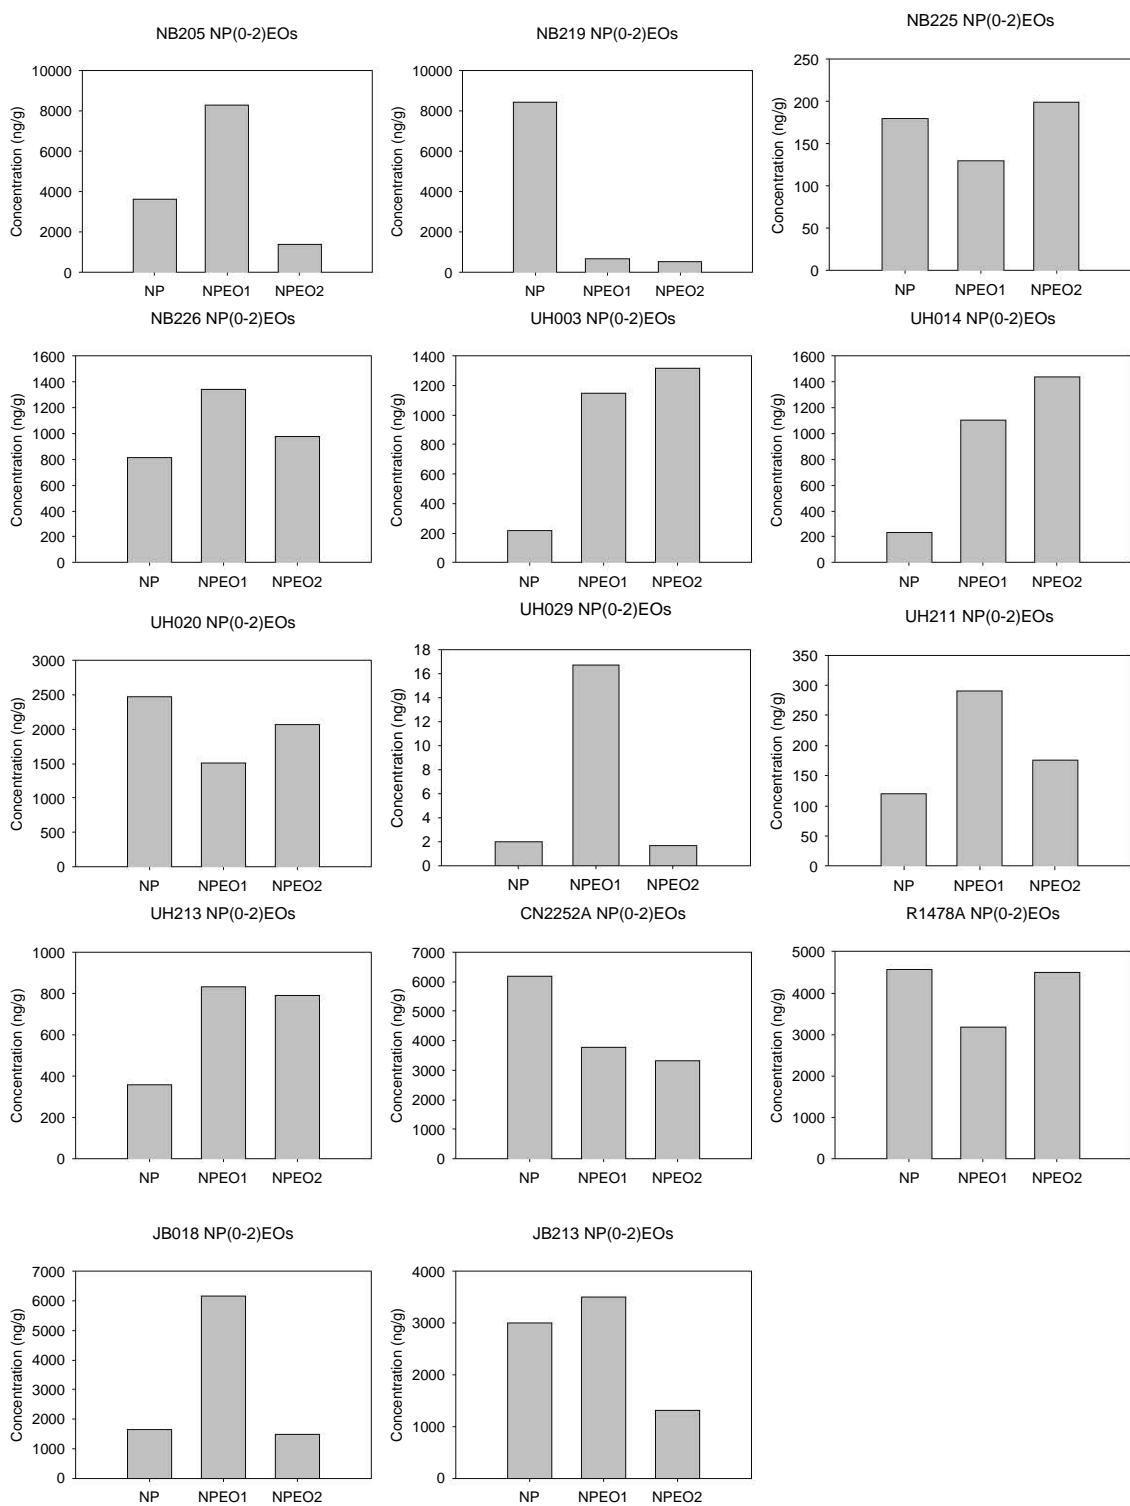 NB205 NP(0-2)EOs
Concentration (ng/g)
10000
8000
6000
4000
2000
0
NP NPEO1 NPEO2
NB219 NP(0-2)EOs
Concentration (ng/g)
10000
8000
6000
4000
2000
0
NP NPEO1 NPEO2
NB225 NP(0-2)EOs
Concentration (ng/g)
250
200
150
100
50
0
NP NPEO1 NPEO2
NB226 NP(0-2)EOs
Concentration (ng/g)
1600
1400
1200
1000
800
600
400
200
0
NP NPEO1 NPEO2
UH003 NP(0-2)EOs
Concentration (ng/g)
1400
1200
1000
800
600
400
200
0
NP NPEO1 NPEO2
UH014 NP(0-2)EOs
Concentration (ng/g)
1600
1400
1200
1000
800
600
400
200
0
NP NPEO1 NPEO2
UH020 NP(0-2)EOs
Concentration (ng/g)
3000
2500
2000
1500
1000
500
0
NP NPEO1 NPEO2
UH029 NP(0-2)EOs
Concentration (ng/g)
18
16
14
12
10
8
6
4
2
0
NP NPEO1 NPEO2
UH211 NP(0-2)EOs
Concentration (ng/g)
350
300
250
200
150
100
50
0
NP NPEO1 NPEO2
UH213 NP(0-2)EOs
Concentration (ng/g)
1000
800
600
400
200
0
NP NPEO1 NPEO2
CN2252A NP(0-2)EOs
Concentration (ng/g)
7000
6000
5000
4000
3000
2000
1000
0
NP NPEO1 NPEO2
R1478A NP(0-2)EOs
Concentration (ng/g)
5000
4000
3000
2000
1000
0
NP NPEO1 NPEO2
JB018 NP(0-2)EOs
Concentration (ng/g)
7000
6000
5000
4000
3000
2000
1000
0
NP NPEO1 NPEO2
JB213 NP(0-2)EOs
Concentration (ng/g)
4000
3000
2000
1000
0
NP NPEO1 NPEO2